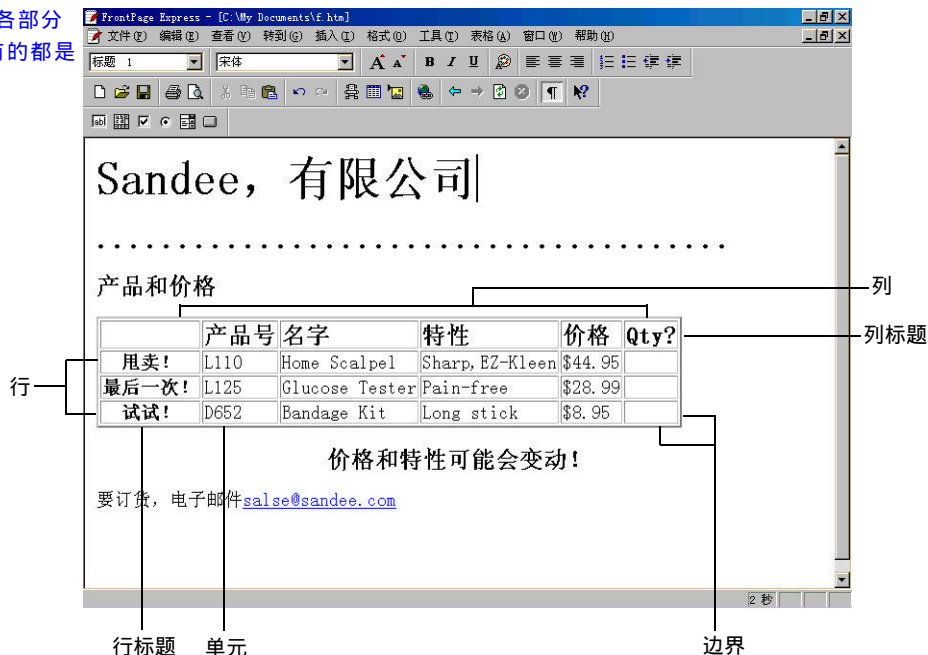 各部分
有的都是
FrontPage Express - [C:\My Documents\f.htm]
文件(F) 编辑(E) 查看(V) 转到(G) 插入(I) 格式(O) 工具(T) 表格(A) 窗口(W) 帮助(H)
标题 1 宋体
Sandee，有限公司
产品和价格
列
产品号 名字 特性 价格 Qty?
列标题
甩卖! L110 Home Scalpel Sharp,EZ-Kleen $44.95
行
最后一次! L125 Glucose Tester Pain-free $28.99
试试! D652 Bandage Kit Long stick $8.95
价格和特性可能会变动!
要订货，电子邮件salse@sandee.com
2 秒
行标题 单元 边界